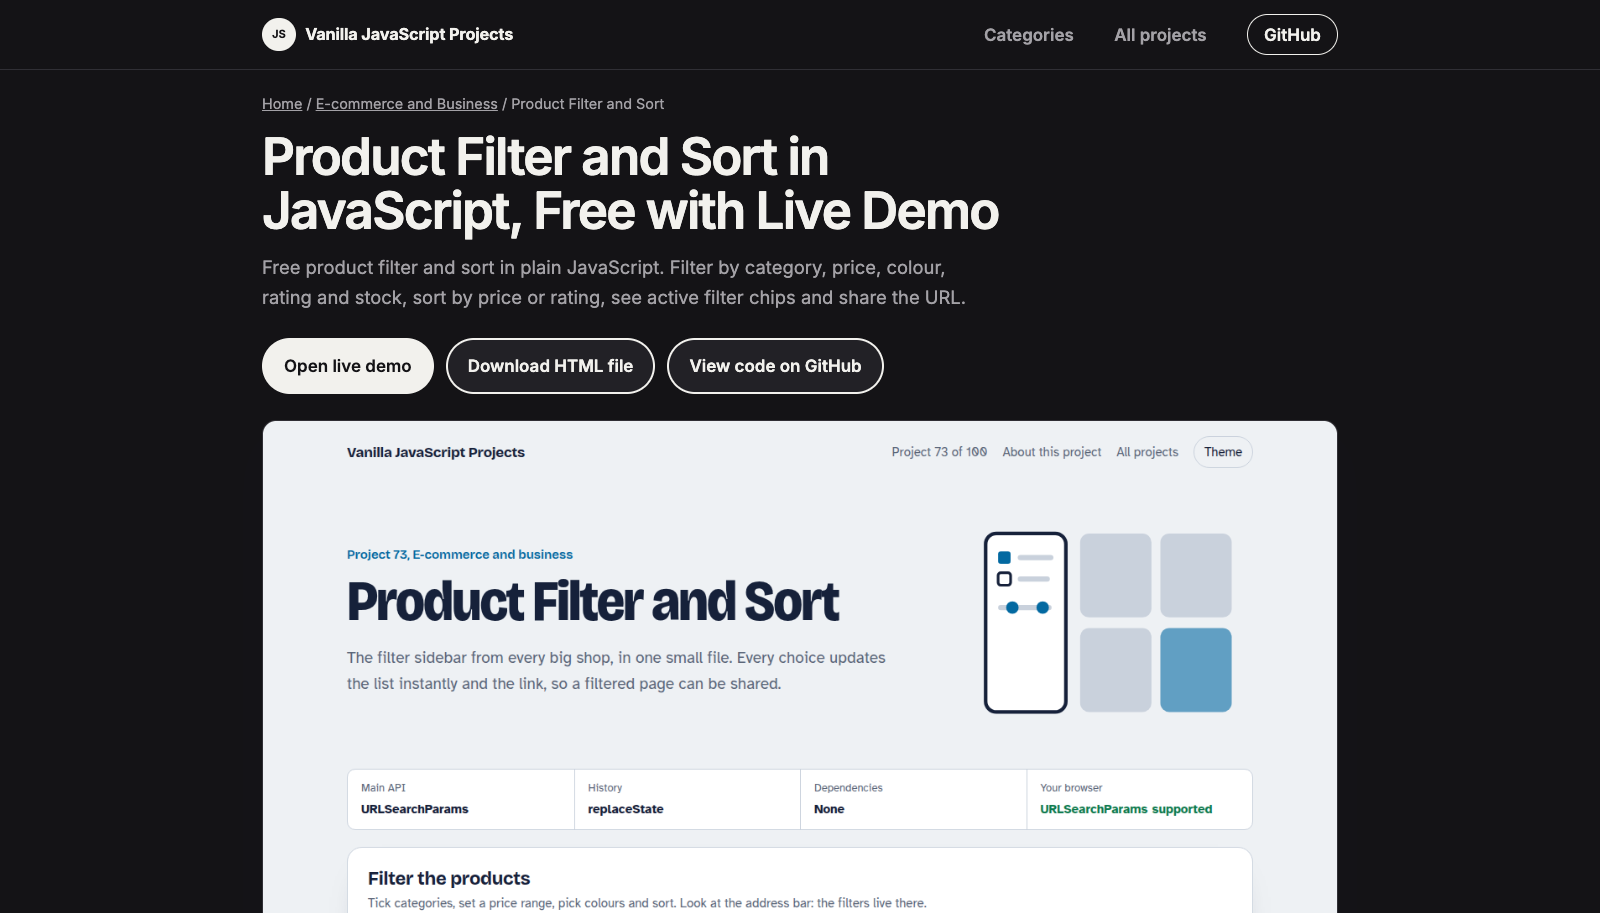 JS Vanilla JavaScript Projects
Categories
All projects
GitHub
Home / E-commerce and Business / Product Filter and Sort
Product Filter and Sort in
JavaScript, Free with Live Demo
Free product filter and sort in plain JavaScript. Filter by category, price, colour,
rating and stock, sort by price or rating, see active filter chips and share the URL.
Open live demo
Download HTML file
View code on GitHub
Vanilla JavaScript Projects
Project 73 of 100
About this project
All projects
Theme
Project 73, E-commerce and business
Product Filter and Sort
The filter sidebar from every big shop, in one small file. Every choice updates
the list instantly and the link, so a filtered page can be shared.
Main API
URLSearchParams
History
replaceState
Dependencies
None
Your browser
URLSearchParams supported
Filter the products
Tick categories, set a price range, pick colours and sort. Look at the address bar: the filters live there.